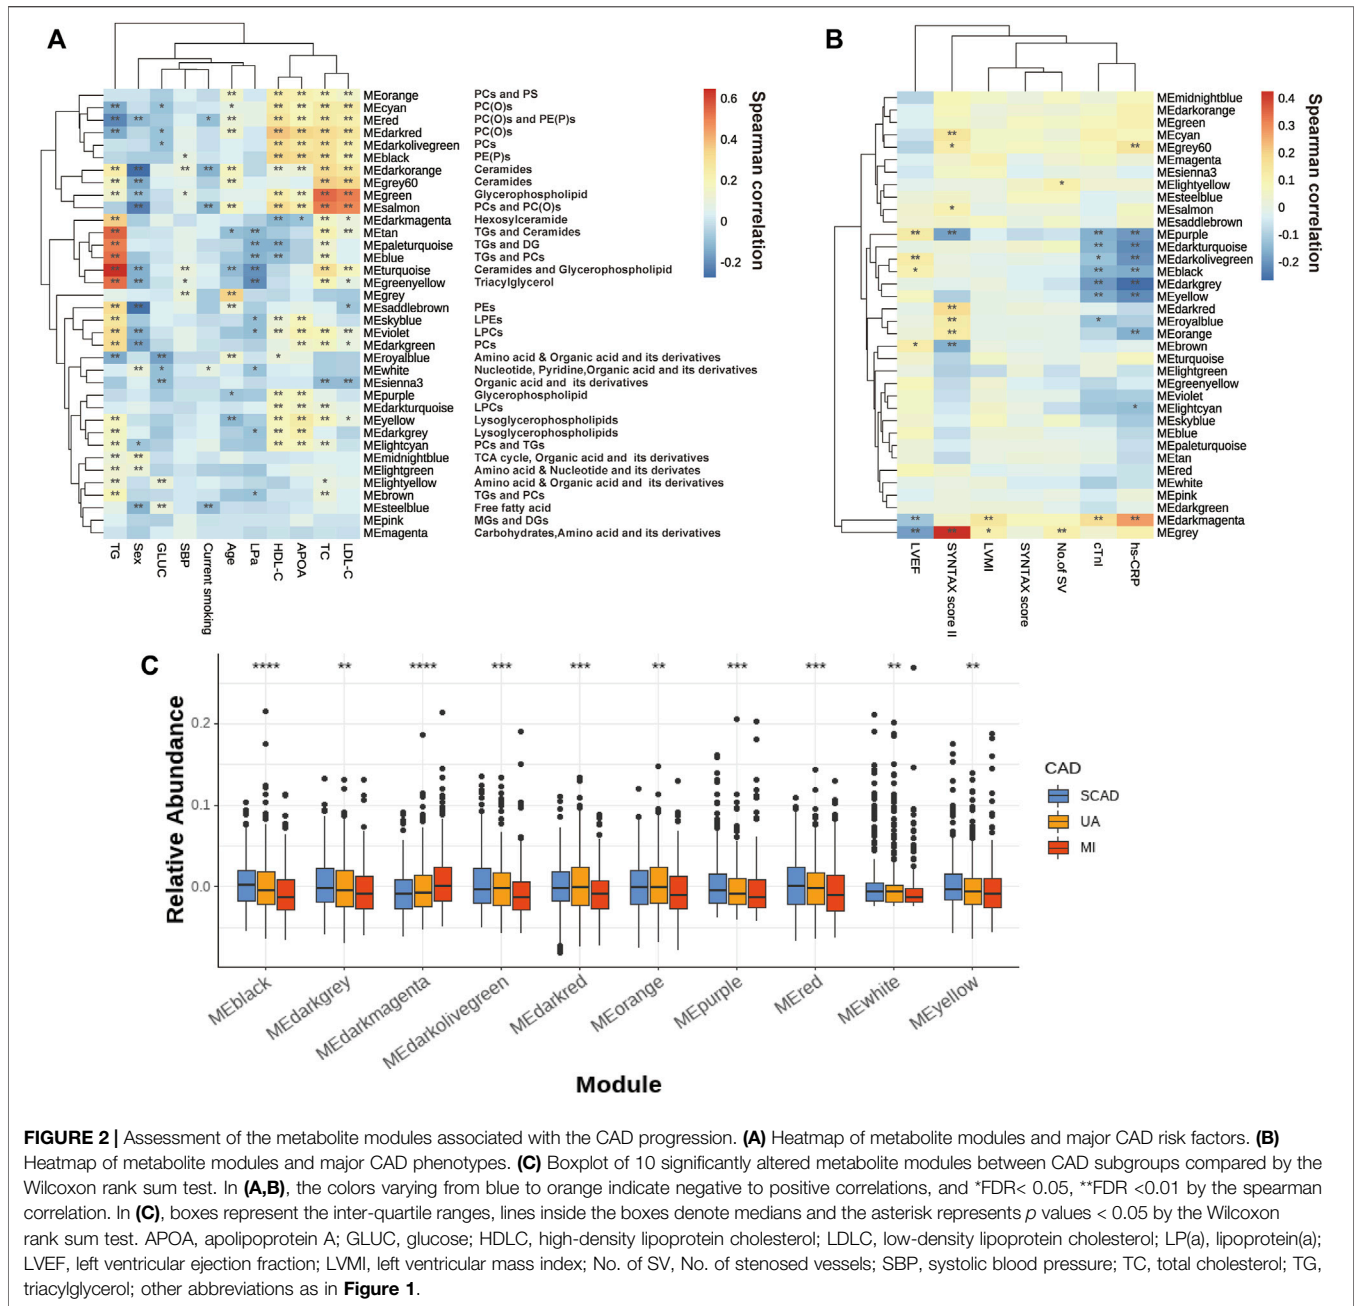 A
B
MEorange PCs and PS
MEcyan PC(O)s
MEred PC(O)s and PE(P)s
MEdarkred PC(O)s
MEdarkolivegreen PCs
MEblack PE(P)s
MEdarkorange Ceramides
MEgrey60 Ceramides
MEgreen Glycerophospholipid
MEsalmon PCs and PC(O)s
MEdarkmagenta Hexosylceramide
MEtan TGs and Ceramides
MEpaleturquoise TGs and DG
MEblue TGs and PCs
MEturquoise Ceramides and Glycerophospholipid
MEgreenyellow Triacylglycerol
MEgrey
MEsaddlebrown PEs
MEskyblue LPEs
MEviolet LPCs
MEdarkgreen PCs
MEroyalblue Amino acid & Organic acid and its derivatives
MEwhite Nucleotide, Pyridine,Organic acid and its derivatives
MEsienna3 Organic acid and its derivatives
MEpurple Glycerophospholipid
MEdarkturquoise LPCs
MEyellow Lysoglycerophospholipids
MEdarkgrey Lysoglycerophospholipids
MElightcyan PCs and TGs
MEmidnightblue TCA cycle, Organic acid and its derivatives
MElightgreen Amino acid & Nucleotide and its derivates
MElightyellow Amino acid & Organic acid and its derivatives
MEbrown TGs and PCs
MEsteelblue Free fatty acid
MEpink MGs and DGs
MEmagenta Carbohydrates,Amino acid and its derivatives
TG Sex GLUC SBP Current smoking Age LPa HDL-C APOA TC LDL-C
0.6
0.4
0.2
0
-0.2
Spearman correlation
MEmidnightblue
MEdarkorange
MEgreen
MEcyan
MEgrey60
MEmagenta
MEsienna3
MElightyellow
MEsteelblue
MEsalmon
MEsaddlebrown
MEpurple
MEdarkturquoise
MEdarkolivegreen
MEblack
MEdarkgrey
MEyellow
MEdarkred
MEroyalblue
MEorange
MEbrown
MEturquoise
MElightgreen
MEgreenyellow
MEviolet
MElightcyan
MEskyblue
MEblue
MEpaleturquoise
MEtan
MEred
MEwhite
MEpink
MEdarkgreen
MEdarkmagenta
MEgrey
LVEF SYNTAX score II LVMI SYNTAX score No.of SV cTnI hs-CRP
0.4
0.3
0.2
0.1
0
-0.1
-0.2
Spearman correlation
C
**** ** **** *** *** ** *** *** ** **
Relative Abundance
0.2
0.1
0.0
MEblack MEdarkgrey MEdarkmagenta MEdarkolivegreen MEdarkred MEorange MEpurple MEred MEwhite MEyellow
Module
CAD
SCAD
UA
MI
FIGURE 2 | Assessment of the metabolite modules associated with the CAD progression. (A) Heatmap of metabolite modules and major CAD risk factors. (B)
Heatmap of metabolite modules and major CAD phenotypes. (C) Boxplot of 10 significantly altered metabolite modules between CAD subgroups compared by the
Wilcoxon rank sum test. In (A,B), the colors varying from blue to orange indicate negative to positive correlations, and *FDR< 0.05, **FDR <0.01 by the spearman
correlation. In (C), boxes represent the inter-quartile ranges, lines inside the boxes denote medians and the asterisk represents p values < 0.05 by the Wilcoxon
rank sum test. APOA, apolipoprotein A; GLUC, glucose; HDLC, high-density lipoprotein cholesterol; LDLC, low-density lipoprotein cholesterol; LP(a), lipoprotein(a);
LVEF, left ventricular ejection fraction; LVMI, left ventricular mass index; No. of SV, No. of stenosed vessels; SBP, systolic blood pressure; TC, total cholesterol; TG,
triacylglycerol; other abbreviations as in Figure 1.